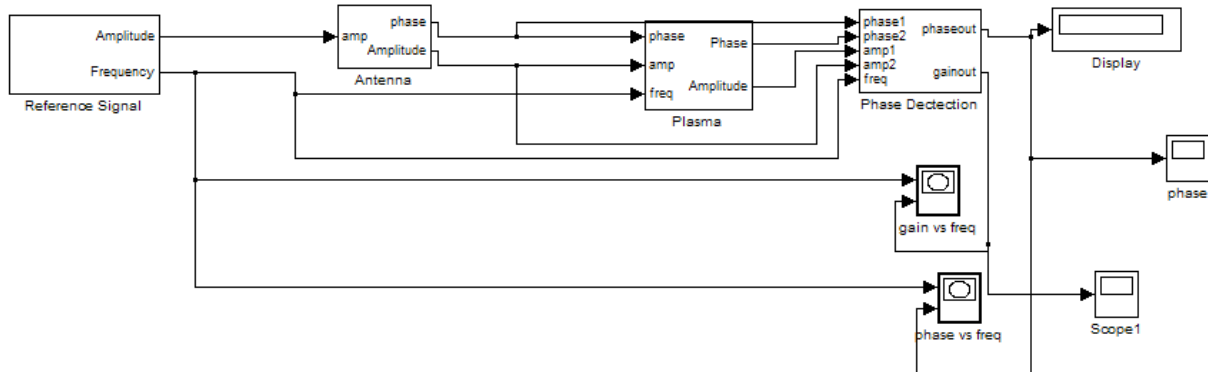 Amplitude
Frequency
Reference Signal
amp
phase
Amplitude
Antenna
phase
amp
freq
Phase
Amplitude
Plasma
phase1
phase2
amp1
amp2
freq
phaseout
gainout
Phase Dectection
Display
phase
gain vs freq
phase vs freq
Scope1